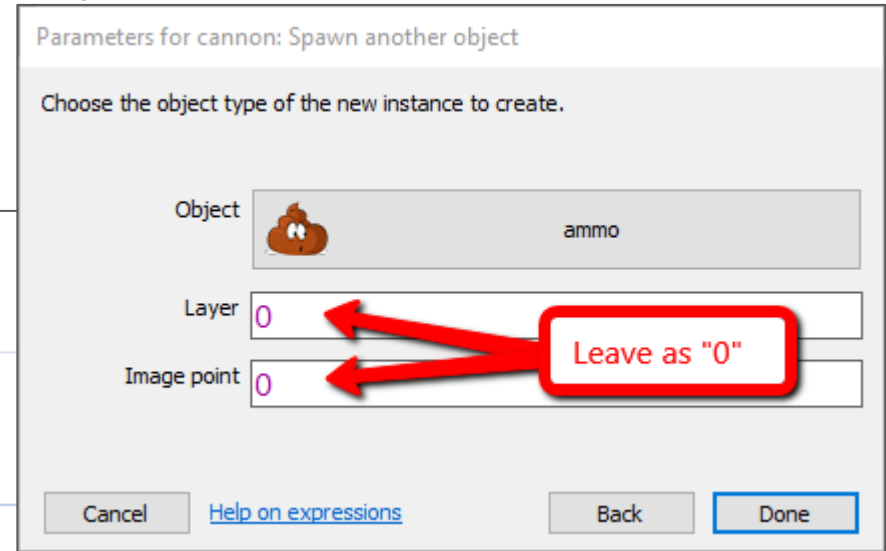 Parameters for cannon: Spawn another object
Choose the object type of the new instance to create.
Object
ammo
Layer 0
Leave as "0"
Image point 0
Cancel Help on expressions Back Done